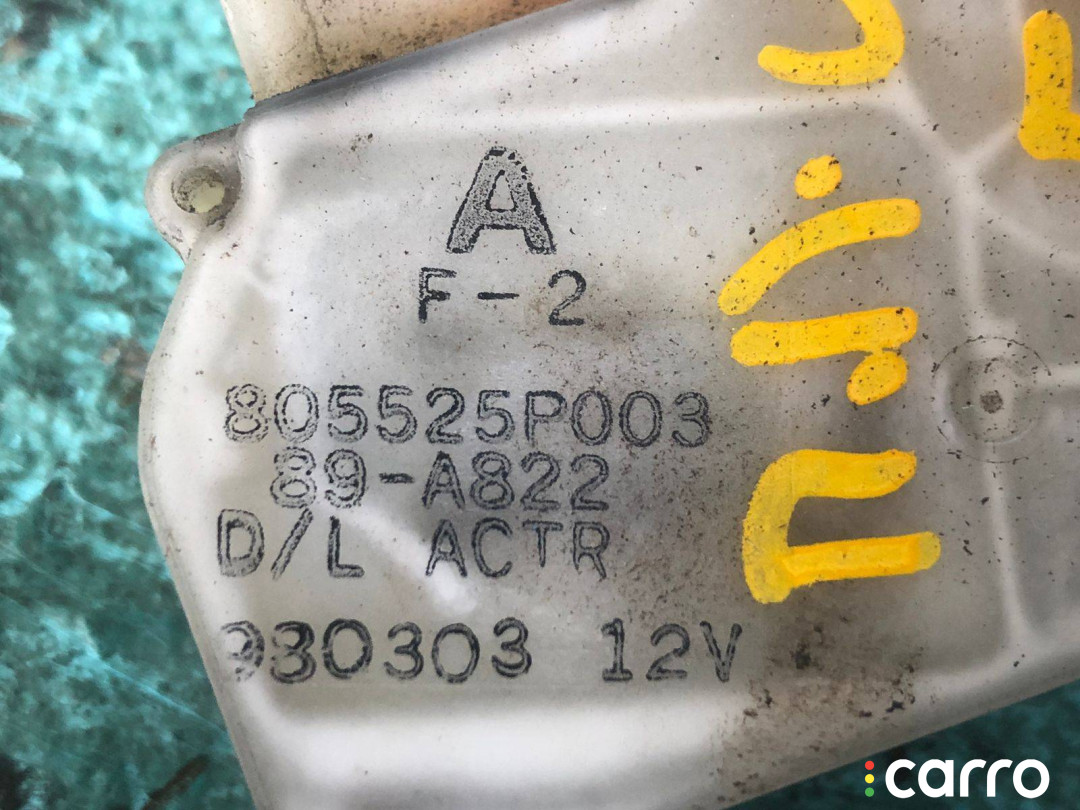 A
F-2
805525P003
89-A822
D/L ACTR
930303 12V
carro